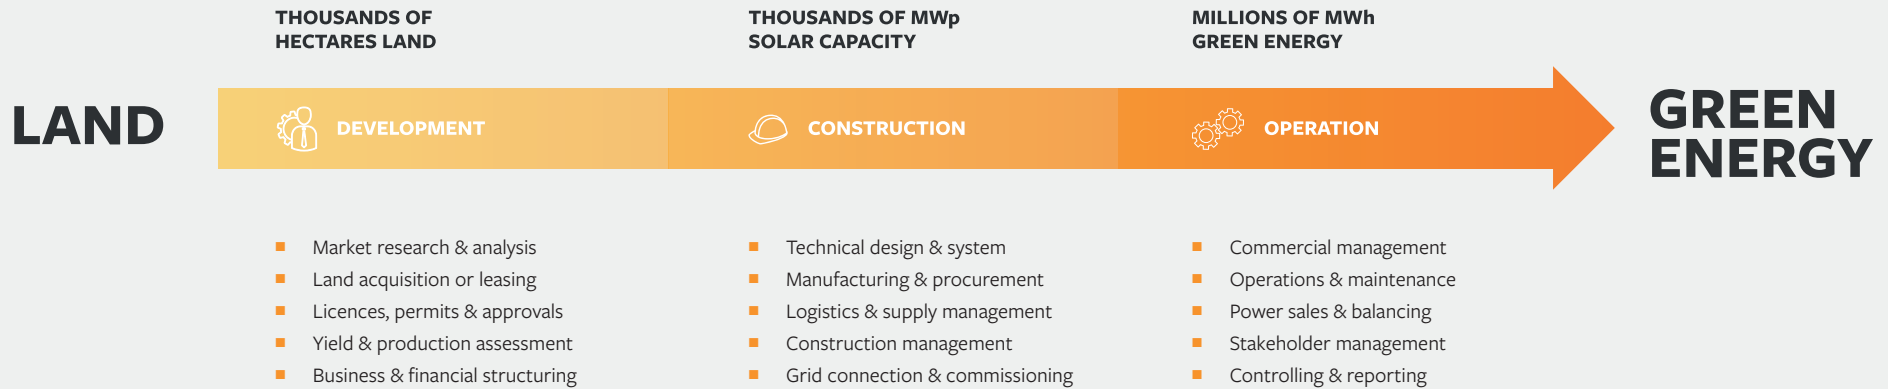 THOUSANDS OF
HECTARES LAND
THOUSANDS OF MWp
SOLAR CAPACITY
MILLIONS OF MWh
GREEN ENERGY
LAND
DEVELOPMENT
CONSTRUCTION
OPERATION
GREEN
ENERGY
Market research & analysis
Land acquisition or leasing
Licences, permits & approvals
Yield & production assessment
Business & financial structuring
Technical design & system
Manufacturing & procurement
Logistics & supply management
Construction management
Grid connection & commissioning
Commercial management
Operations & maintenance
Power sales & balancing
Stakeholder management
Controlling & reporting